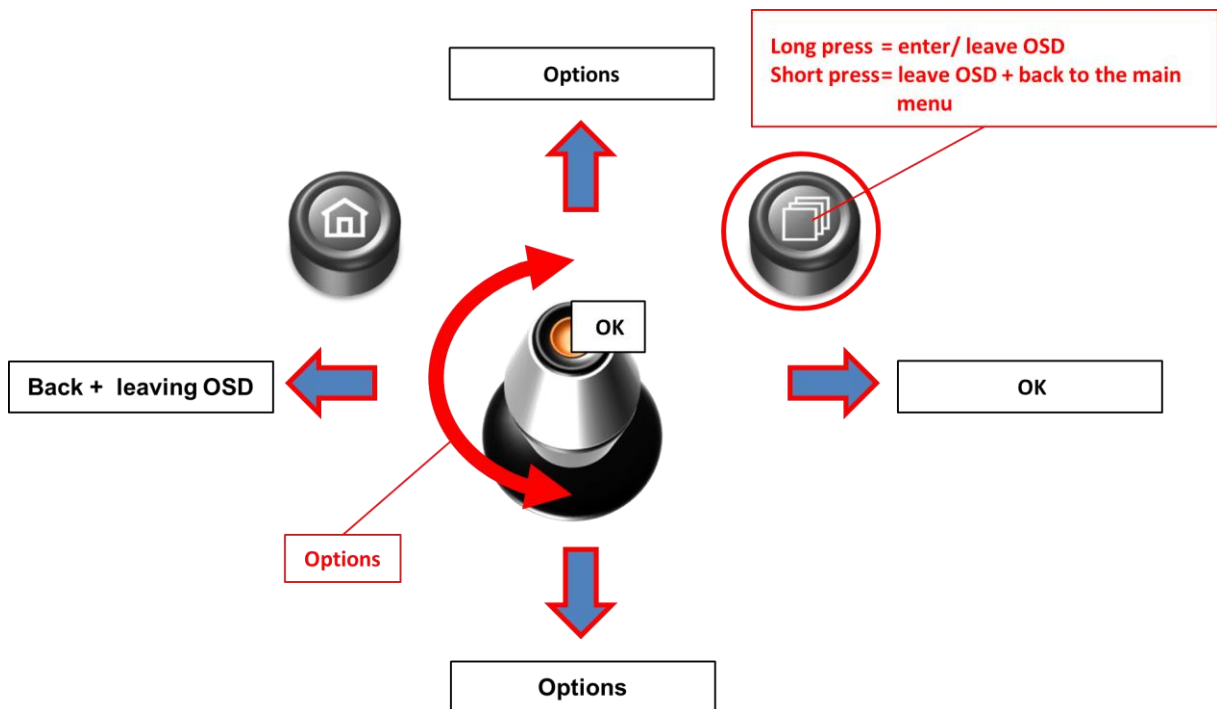 Options
Long press = enter/ leave OSD
Short press= leave OSD + back to the main
menu
OK
Back + leaving OSD
OK
Options
Options